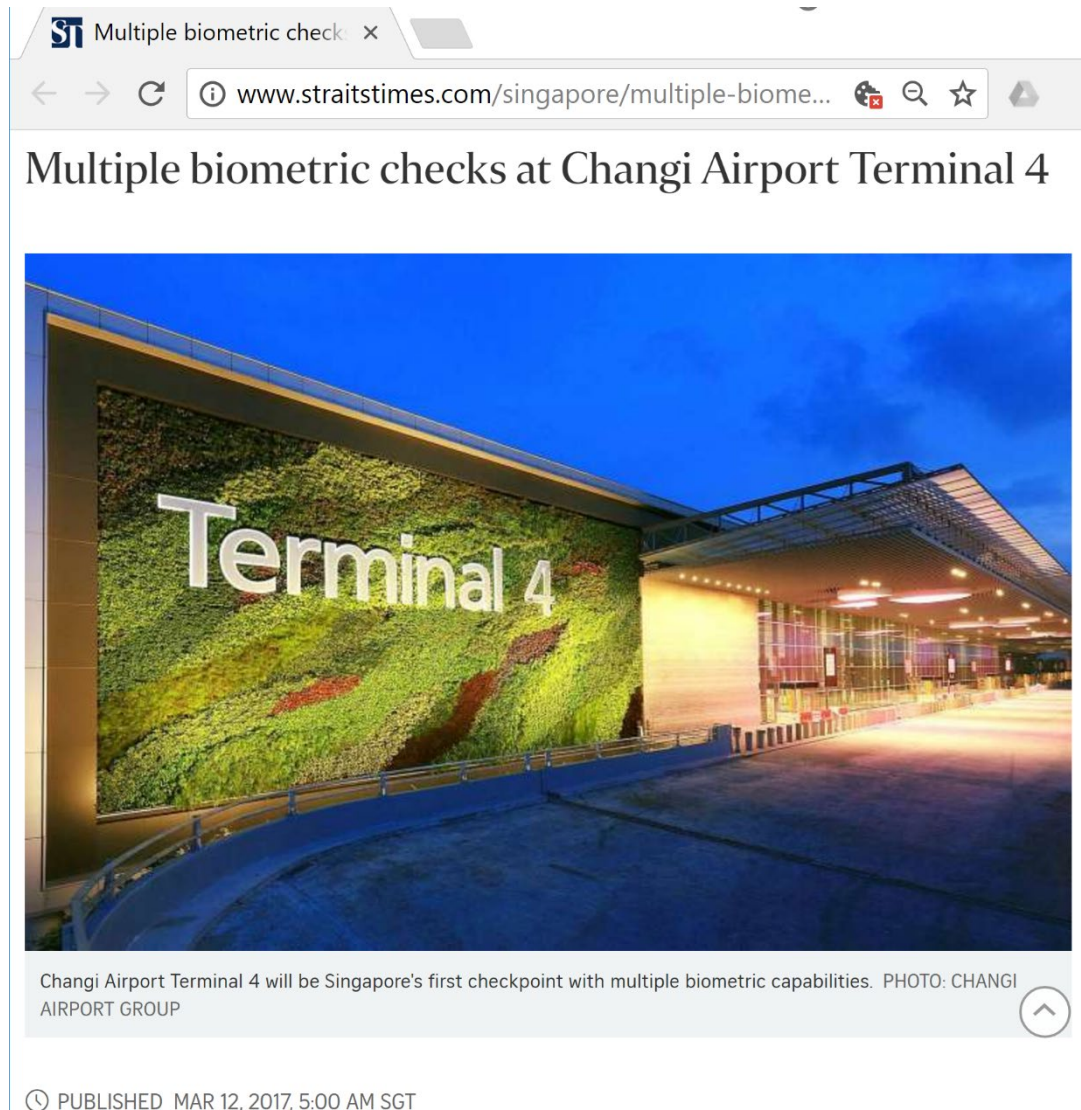 ST Multiple biometric check
www.straitstimes.com/singapore/multiple-biome...
Multiple biometric checks at Changi Airport Terminal 4
Terminal 4
Changi Airport Terminal 4 will be Singapore's first checkpoint with multiple biometric capabilities. PHOTO: CHANGI
AIRPORT GROUP
PUBLISHED MAR 12, 2017, 5:00 AM SGT